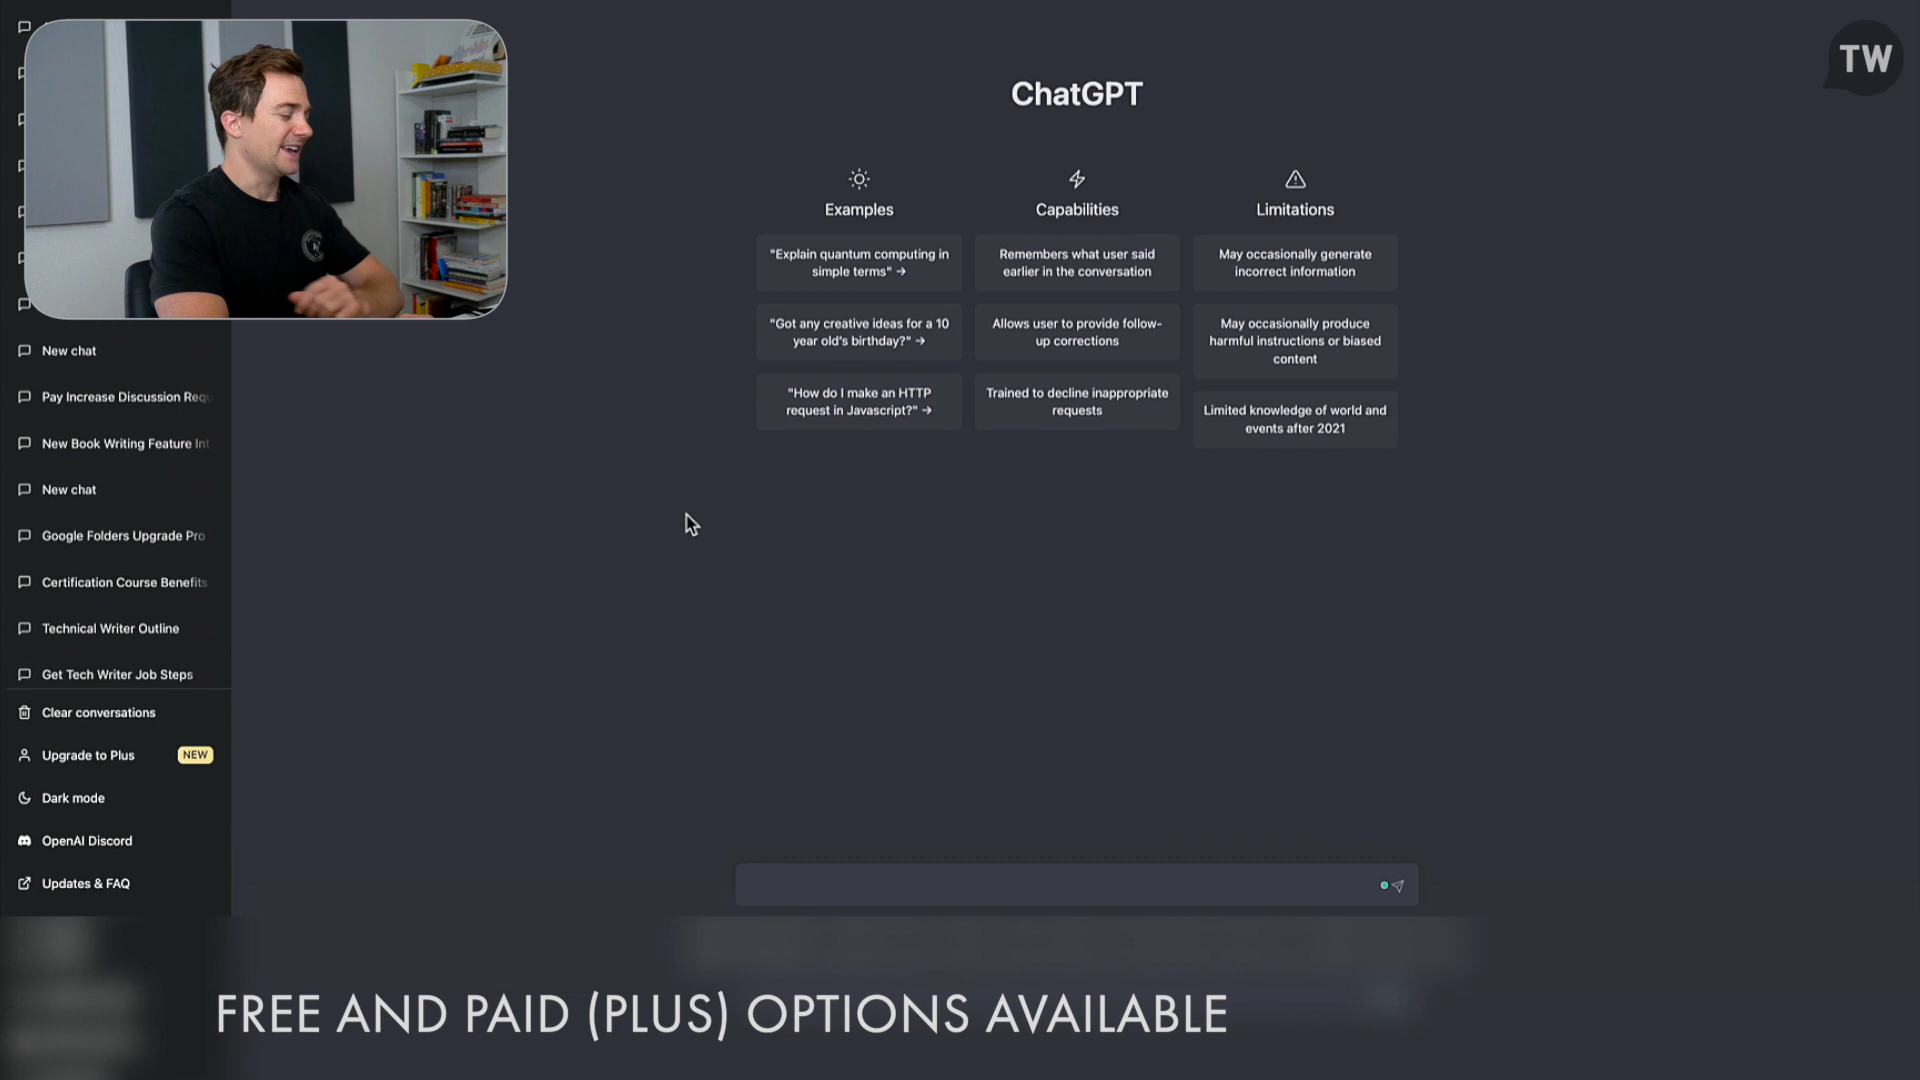 TW
ChatGPT
Examples
"Explain quantum computing in
simple terms" →
"Got any creative ideas for a 10
year old's birthday?" →
"How do I make an HTTP
request in Javascript?" →
Capabilities
Remembers what user said
earlier in the conversation
Allows user to provide follow-
up corrections
Trained to decline inappropriate
requests
Limitations
May occasionally generate
incorrect information
May occasionally produce
harmful instructions or biased
content
Limited knowledge of world and
events after 2021
New chat
Pay Increase Discussion Requ
New Book Writing Feature Int
New chat
Google Folders Upgrade Pro
Certification Course Benefits
Technical Writer Outline
Get Tech Writer Job Steps
Clear conversations
Upgrade to Plus NEW
Dark mode
OpenAI Discord
Updates & FAQ
FREE AND PAID (PLUS) OPTIONS AVAILABLE